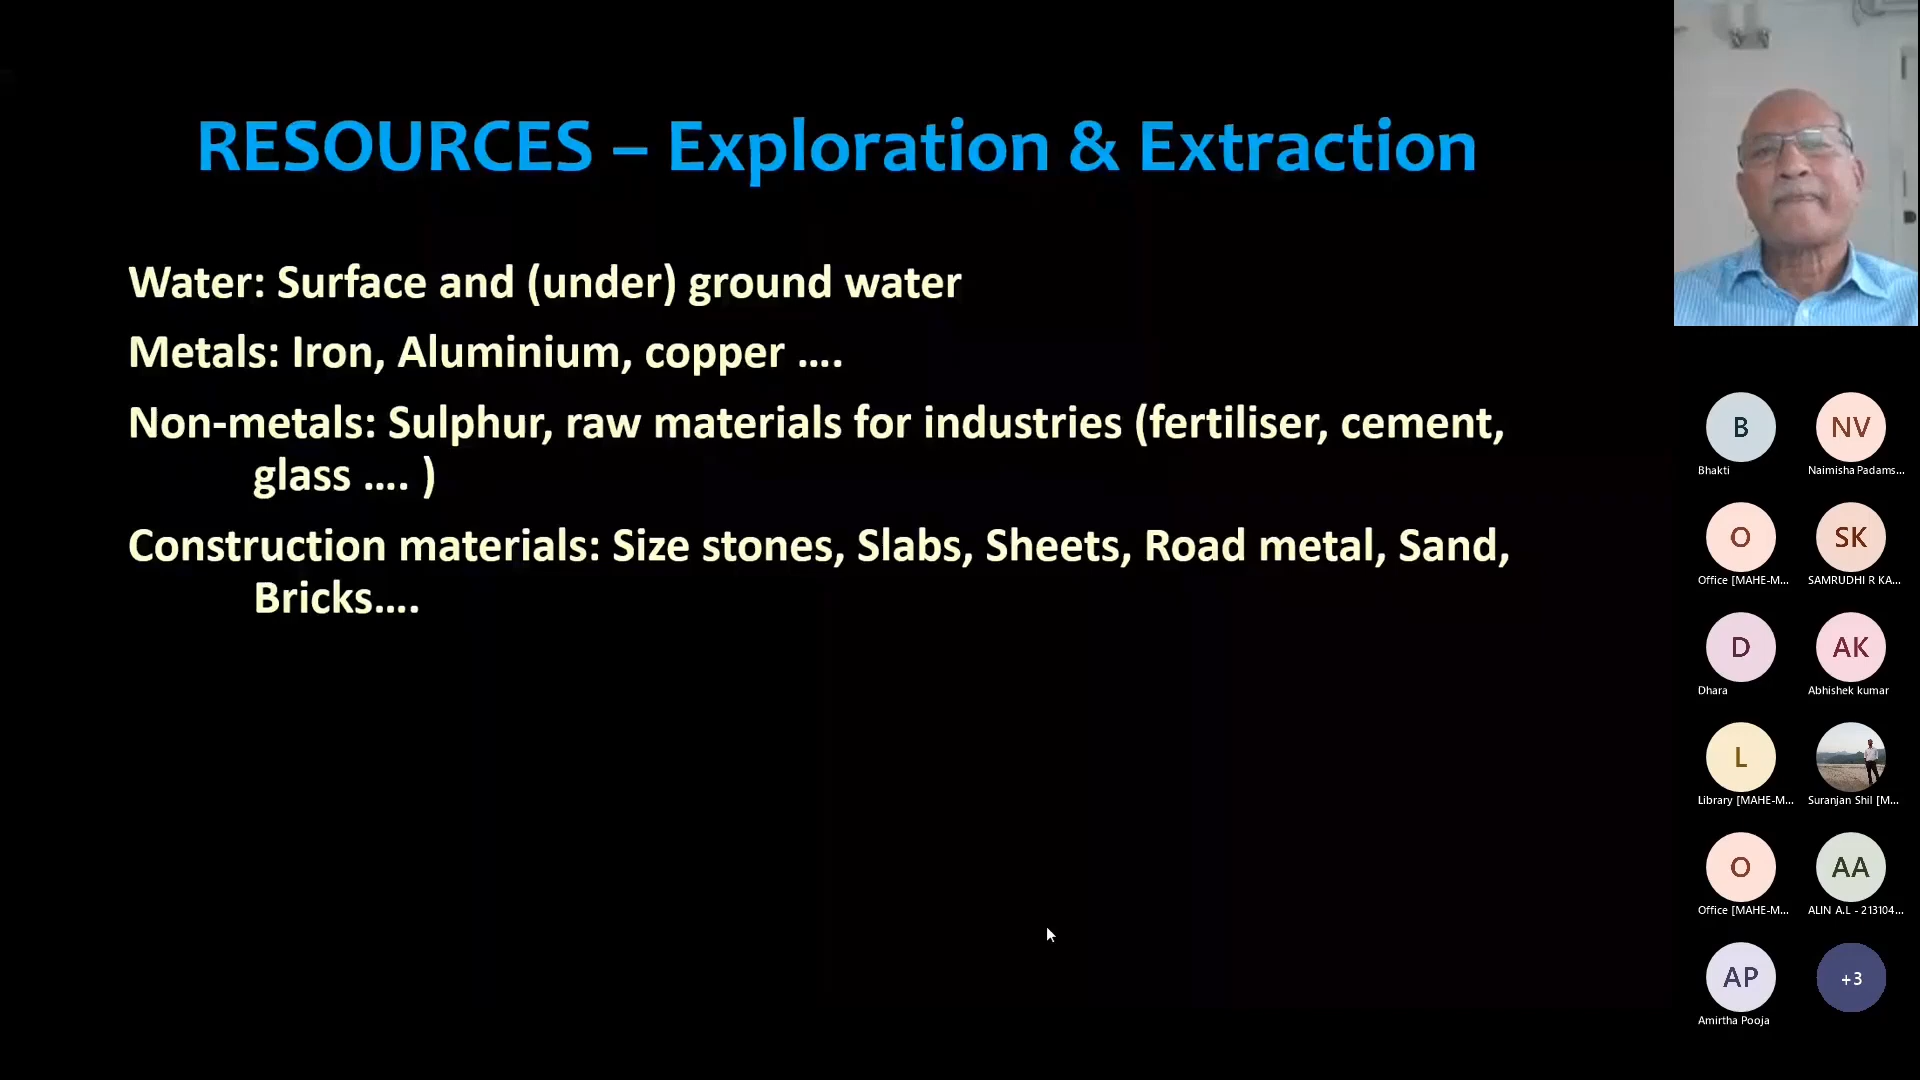 RESOURCES – Exploration & Extraction
Water: Surface and (under) ground water
Metals: Iron, Aluminium, copper ....
Non-metals: Sulphur, raw materials for industries (fertiliser, cement,
glass .... )
Construction materials: Size stones, Slabs, Sheets, Road metal, Sand,
Bricks....
B
NV
Bhakti
Naimisha Padams...
O
SK
Office [MAHE-M...
SAMRUDHI R KA...
D
AK
Dhara
Abhishek kumar
L
Library [MAHE-M...
Suranjan Shil [M...
O
AA
Office [MAHE-M...
ALIN A.L - 213104...
AP
+3
Amirtha Pooja